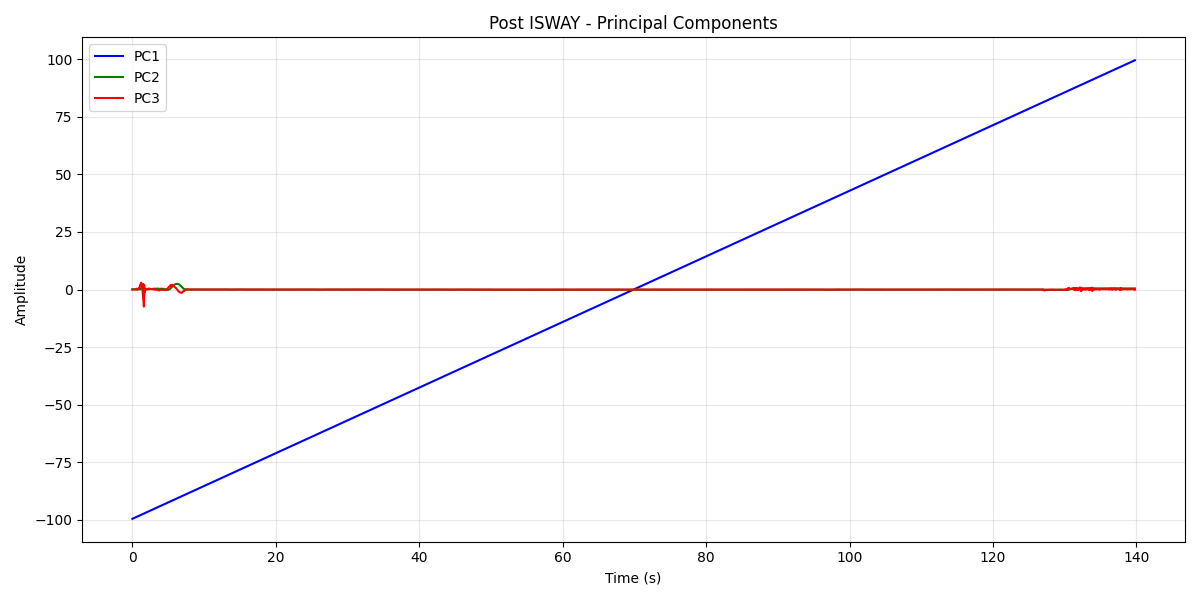 Post ISWAY - Principal Components
PC1
PC2
PC3
Amplitude
100
75
50
25
0
−25
−50
−75
−100
0 20 40 60 80 100 120 140
Time (s)